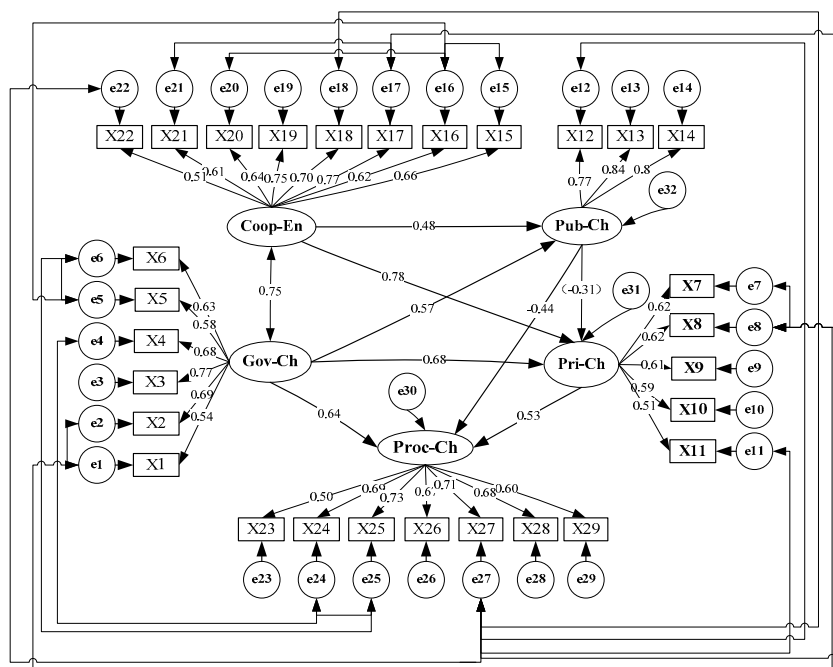 e22 e21 e20 e19 e18 e17 e16 e15 e12 e13 e14
X22 X21 X20 X19 X18 X17 X16 X15 X12 X13 X14
0.51 0.61 0.64 0.75 0.70 0.77 0.62 0.66 0.77 0.84 0.8
e32
Coop-En 0.48 Pub-Ch
e6 X6
e5 X5
e4 X4
e3 X3
e2 X2
e1 X1
0.63
0.58
0.68
0.77
0.69
0.54
0.75
0.78
0.57
-0.44
(-0.31)
e31
Gov-Ch 0.68 Pri-Ch
X7 e7
X8 e8
X9 e9
X10 e10
X11 e11
0.62
0.62
0.61
0.59
0.51
0.64
e30
0.53
Proc-Ch
0.50 0.69 0.73 0.71 0.68 0.60
X23 X24 X25 X26 X27 X28 X29
e23 e24 e25 e26 e27 e28 e29